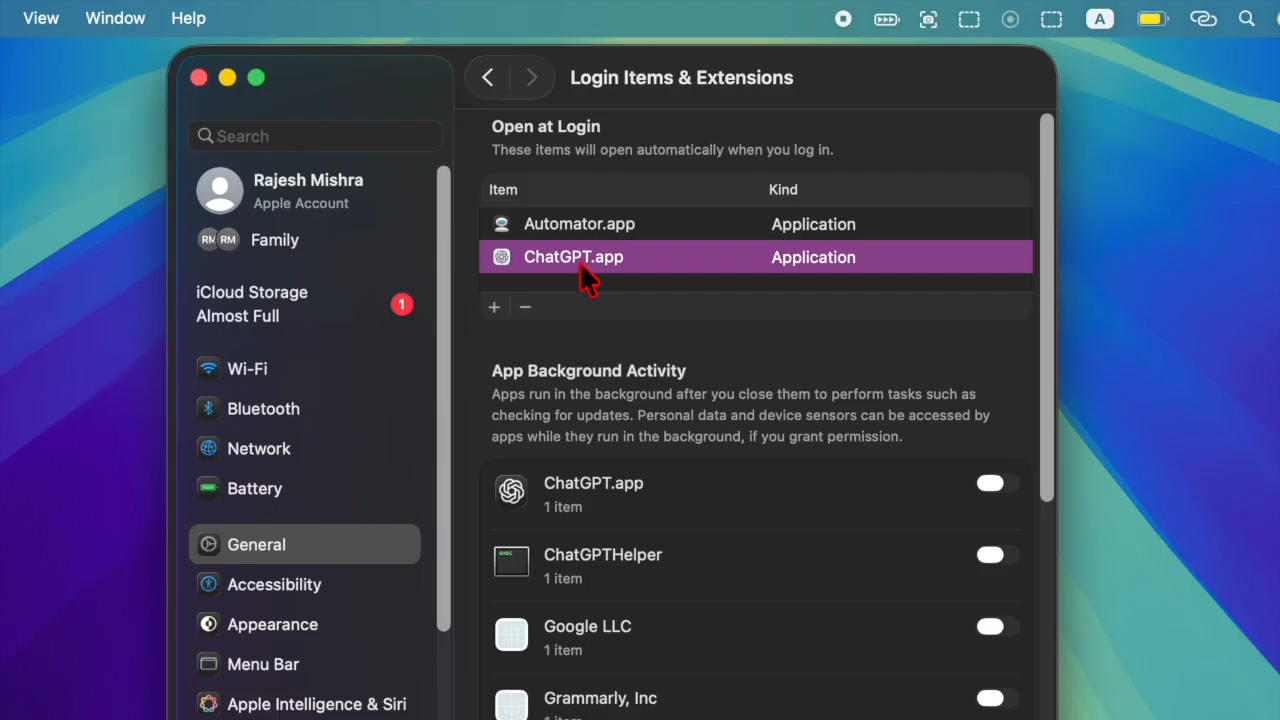 View Window Help
A
Login Items & Extensions
Search
Rajesh Mishra
Apple Account
RM RM Family
iCloud Storage
Almost Full
1
Wi-Fi
Bluetooth
Network
Battery
General
Accessibility
Appearance
Menu Bar
Apple Intelligence & Siri
Open at Login
These items will open automatically when you log in.
Item Kind
Automator.app Application
ChatGPT.app Application
+ −
App Background Activity
Apps run in the background after you close them to perform tasks such as
checking for updates. Personal data and device sensors can be accessed by
apps while they run in the background, if you grant permission.
ChatGPT.app
1 item
exec
ChatGPTHelper
1 item
Google LLC
1 item
Grammarly, Inc
1 item